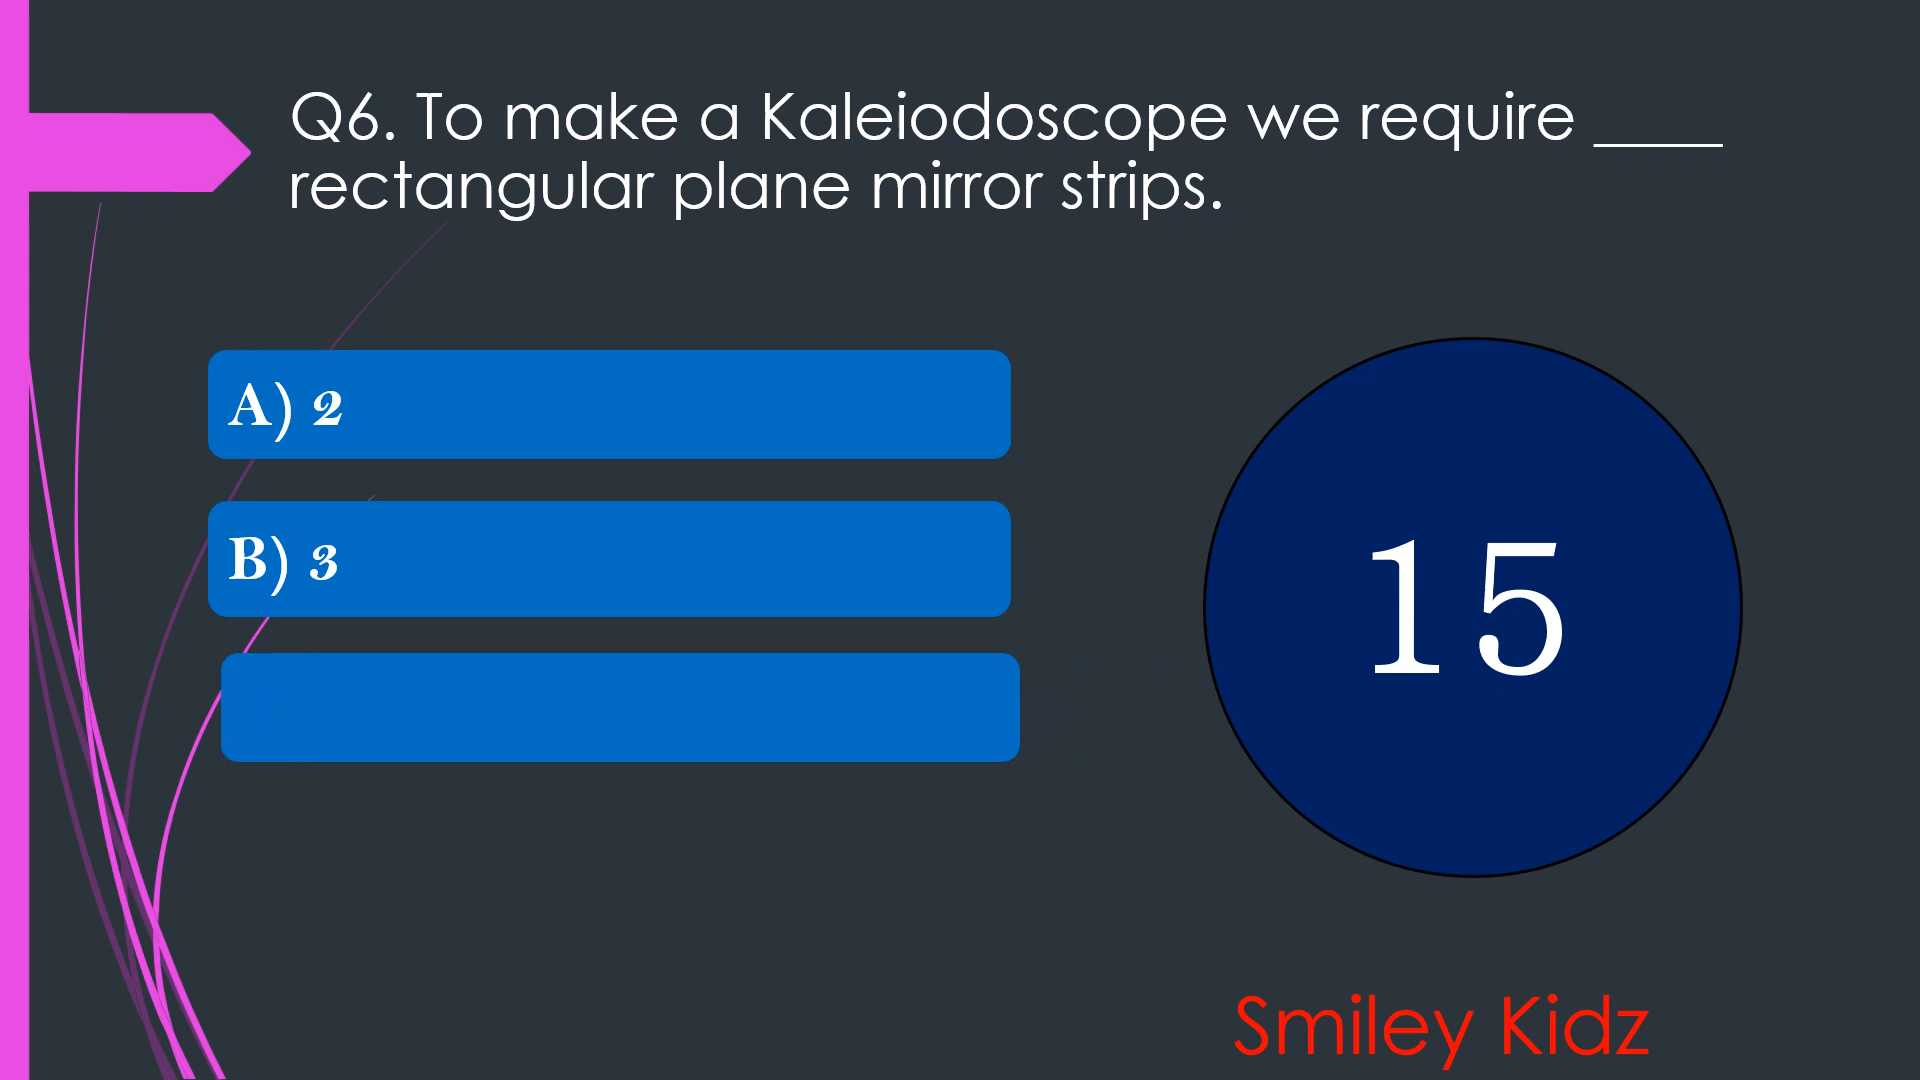 Q6. To make a Kaleiodoscope we require ____
rectangular plane mirror strips.
A) 2
B) 3
15
Smiley Kidz